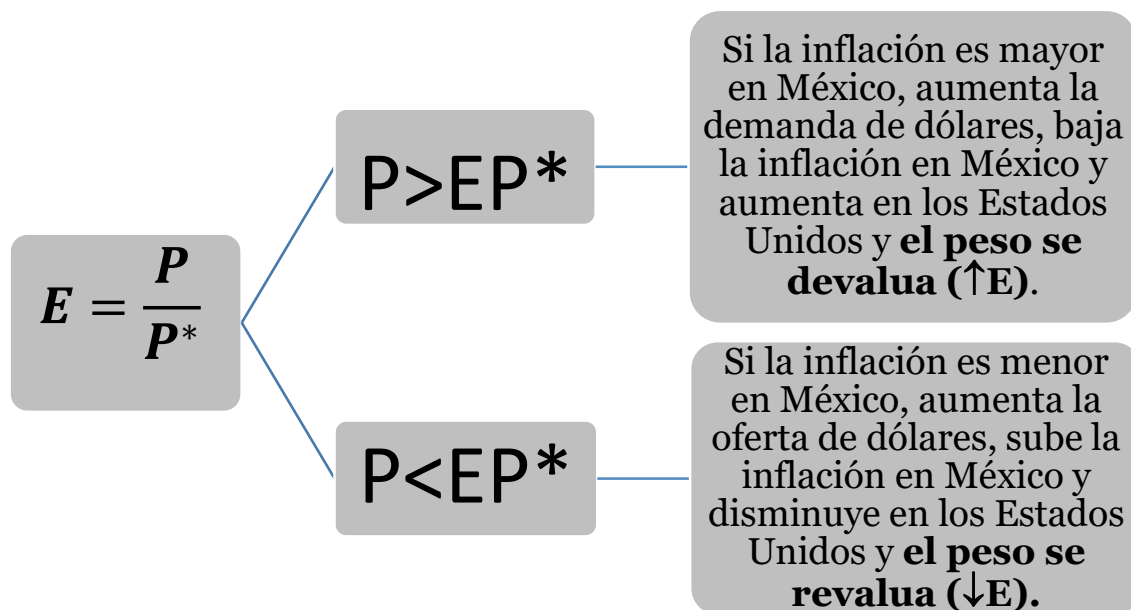 E = P / P*
P>EP*
Si la inflación es mayor
en México, aumenta la
demanda de dólares, baja
la inflación en México y
aumenta en los Estados
Unidos y el peso se
devalua (↑E).
P<EP*
Si la inflación es menor
en México, aumenta la
oferta de dólares, sube la
inflación en México y
disminuye en los Estados
Unidos y el peso se
revalua (↓E).